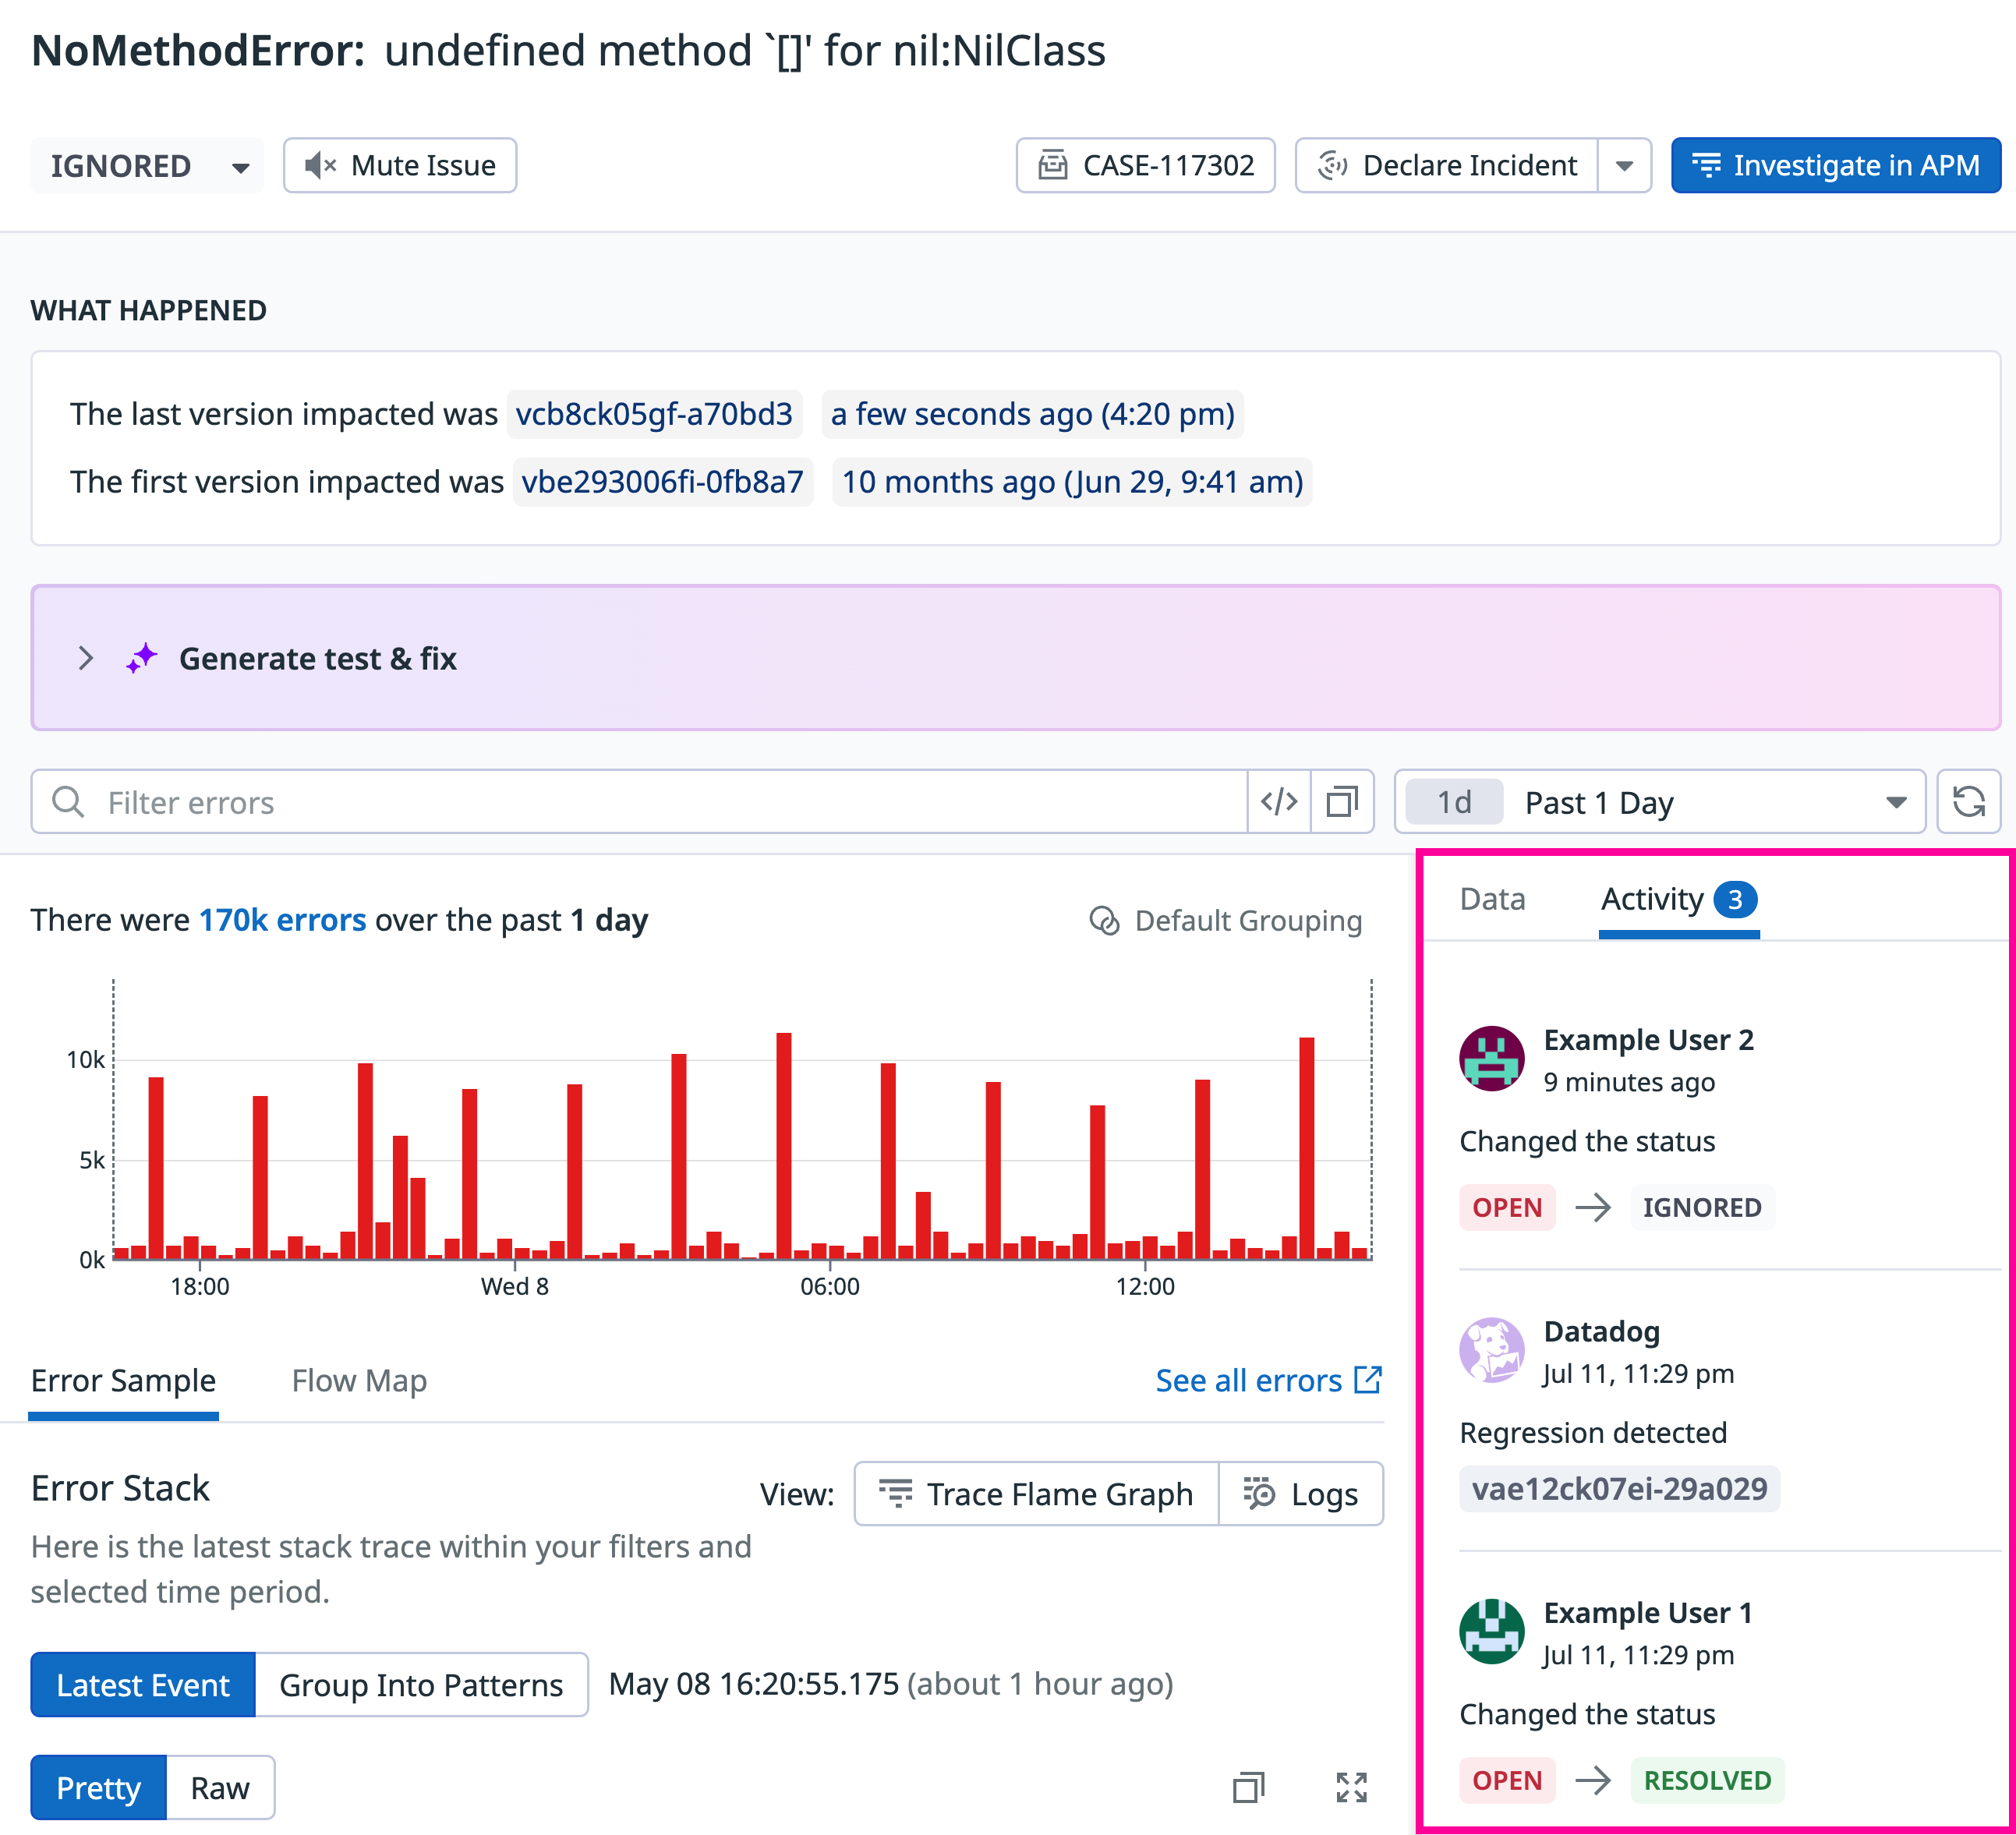 NoMethodError: undefined method `[]' for nil:NilClass
IGNORED
Mute Issue
CASE-117302
Declare Incident
Investigate in APM
WHAT HAPPENED
The last version impacted was vcb8ck05gf-a70bd3 a few seconds ago (4:20 pm)
The first version impacted was vbe293006fi-0fb8a7 10 months ago (Jun 29, 9:41 am)
Generate test & fix
Filter errors
</>
1d Past 1 Day
There were 170k errors over the past 1 day
Default Grouping
10k
5k
0k
18:00
Wed 8
06:00
12:00
Error Sample
Flow Map
See all errors
Error Stack
View:
Trace Flame Graph
Logs
Here is the latest stack trace within your filters and
selected time period.
Latest Event
Group Into Patterns
May 08 16:20:55.175 (about 1 hour ago)
Pretty
Raw
Data
Activity 3
Example User 2
9 minutes ago
Changed the status
OPEN → IGNORED
Datadog
Jul 11, 11:29 pm
Regression detected
vae12ck07ei-29a029
Example User 1
Jul 11, 11:29 pm
Changed the status
OPEN → RESOLVED